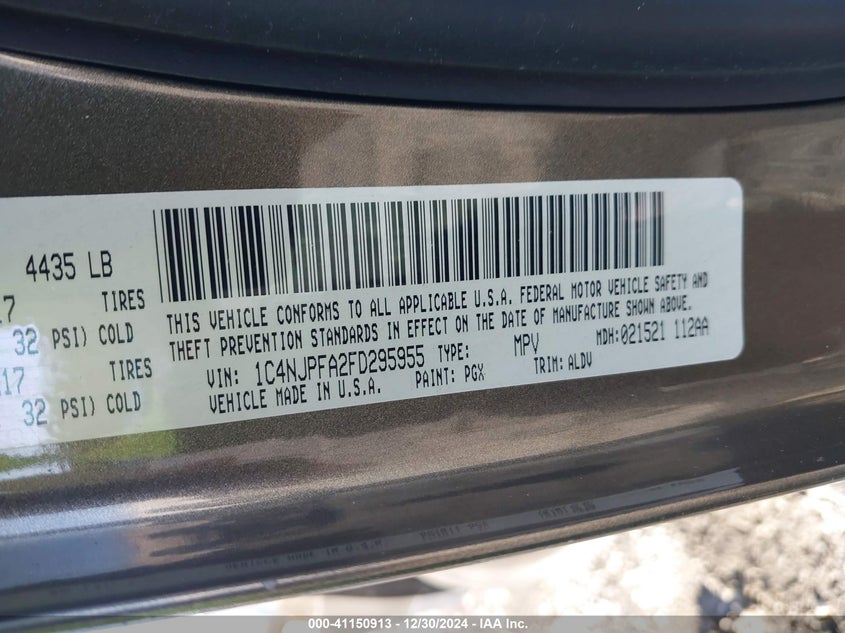 4435 LB
17 TIRES
32 PSI) COLD
17 TIRES
32 PSI) COLD
THIS VEHICLE CONFORMS TO ALL APPLICABLE U.S.A. FEDERAL MOTOR VEHICLE SAFETY AND
THEFT PREVENTION STANDARDS IN EFFECT ON THE DATE OF MANUFACTURE SHOWN ABOVE.
VIN: 1C4NJPFA2FD295955 TYPE: MPV MDH:021521 112AA
VEHICLE MADE IN U.S.A. PAINT: PGX TRIM: ALDV
000-41150913 - 12/30/2024 - IAA Inc.